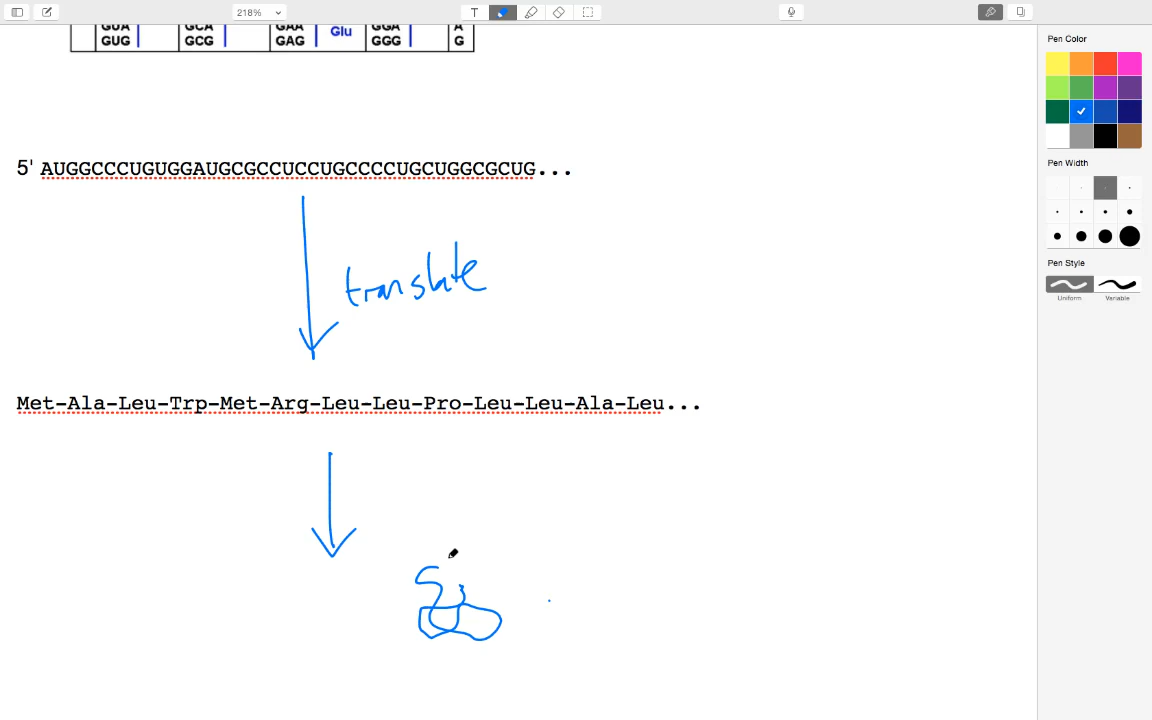 218%
T
GUA GCA GAA Glu GGA A
GUG GCG GAG GGG G
5' AUGGCCCUGUGGAUGCGCCUCCUGCCCCUGCUGGCGCUG...
translate
Met-Ala-Leu-Trp-Met-Arg-Leu-Leu-Pro-Leu-Leu-Ala-Leu...
Pen Color
Pen Width
Pen Style
Uniform Variable